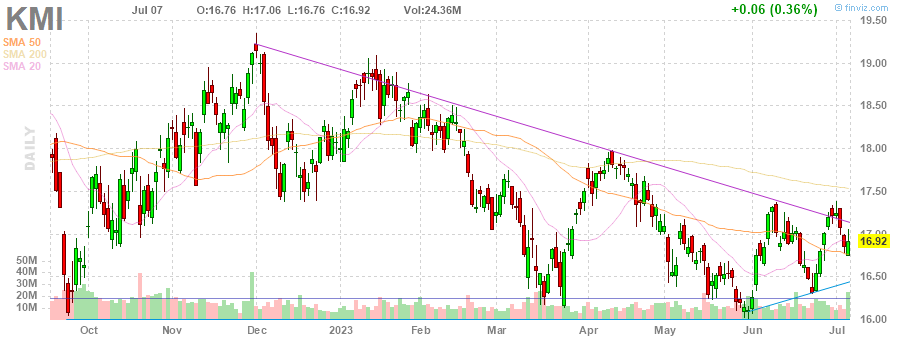 KMI Jul 07 O:16.76 H:17.06 L:16.76 C:16.92 Vol:24.36M +0.06 (0.36%) finviz.com
SMA 50
SMA 200
SMA 20
DAILY
19.50
19.00
18.50
18.00
17.50
17.00
16.92
16.50
16.00
50M
40M
30M
20M
10M
Oct Nov Dec 2023 Feb Mar Apr May Jun Jul